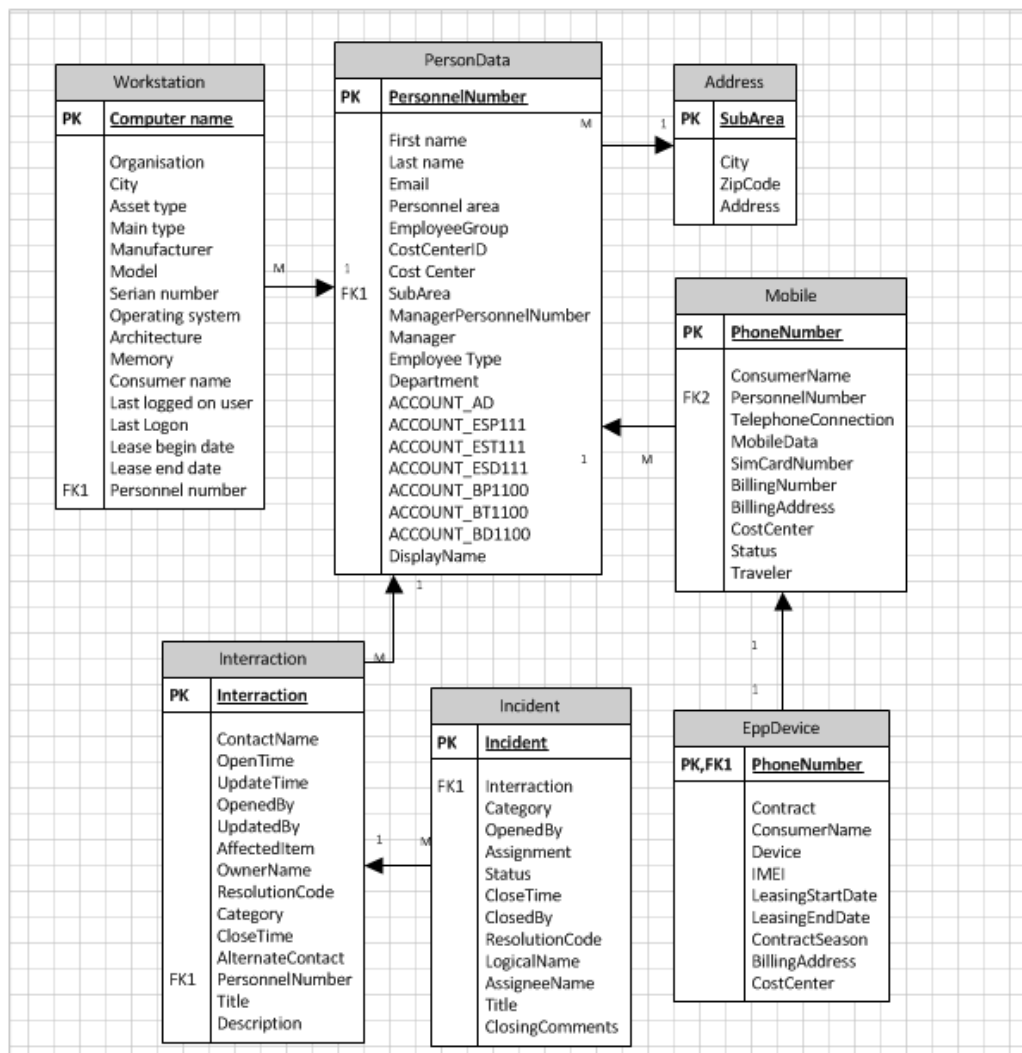 Workstation
PK Computer name
Organisation
City
Asset type
Main type
Manufacturer
Model
Serian number
Operating system
Architecture
Memory
Consumer name
Last logged on user
Last Logon
Lease begin date
Lease end date
FK1 Personnel number
M
1
PersonData
PK PersonnelNumber
First name
Last name
Email
Personnel area
EmployeeGroup
CostCenterID
Cost Center
FK1 SubArea
ManagerPersonnelNumber
Manager
Employee Type
Department
ACCOUNT_AD
ACCOUNT_ESP111
ACCOUNT_EST111
ACCOUNT_ESD111
ACCOUNT_BP1100
ACCOUNT_BT1100
ACCOUNT_BD1100
DisplayName
M
1
Address
PK SubArea
City
ZipCode
Address
Mobile
PK PhoneNumber
ConsumerName
FK2 PersonnelNumber
TelephoneConnection
MobileData
SimCardNumber
BillingNumber
BillingAddress
CostCenter
Status
Traveler
1
M
1
M
Interraction
PK Interraction
ContactName
OpenTime
UpdateTime
OpenedBy
UpdatedBy
AffectedItem
OwnerName
ResolutionCode
Category
CloseTime
AlternateContact
FK1 PersonnelNumber
Title
Description
1
M
Incident
PK Incident
FK1 Interraction
Category
OpenedBy
Assignment
Status
CloseTime
ClosedBy
ResolutionCode
LogicalName
AssigneeName
Title
ClosingComments
1
1
EppDevice
PK,FK1 PhoneNumber
Contract
ConsumerName
Device
IMEI
LeasingStartDate
LeasingEndDate
ContractSeason
BillingAddress
CostCenter